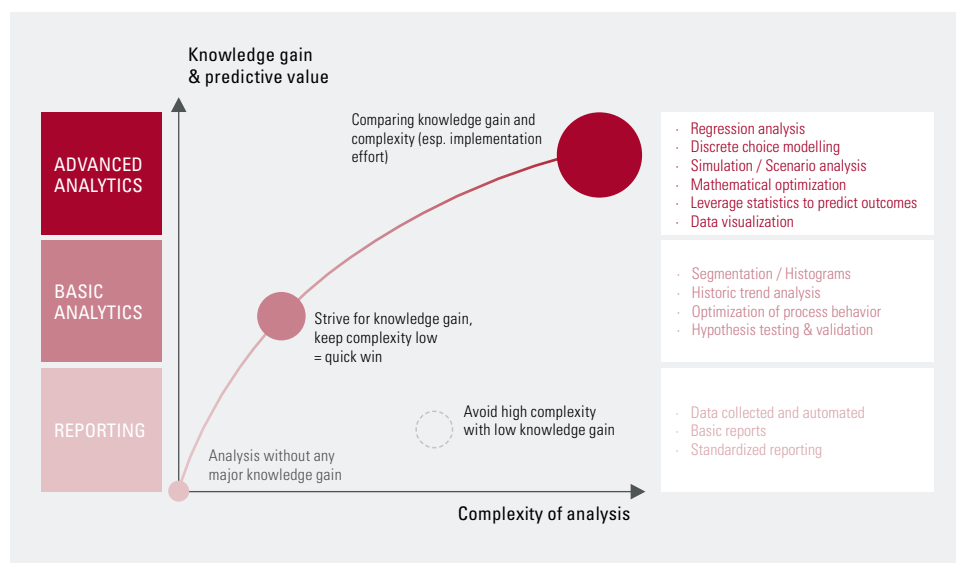 Knowledge gain
& predictive value
ADVANCED
ANALYTICS
Comparing knowledge gain and
complexity (esp. implementation
effort)
· Regression analysis
· Discrete choice modelling
· Simulation / Scenario analysis
· Mathematical optimization
· Leverage statistics to predict outcomes
· Data visualization
BASIC
ANALYTICS
Strive for knowledge gain,
keep complexity low
= quick win
· Segmentation / Histograms
· Historic trend analysis
· Optimization of process behavior
· Hypothesis testing & validation
REPORTING
Analysis without any
major knowledge gain
Avoid high complexity
with low knowledge gain
· Data collected and automated
· Basic reports
· Standardized reporting
Complexity of analysis